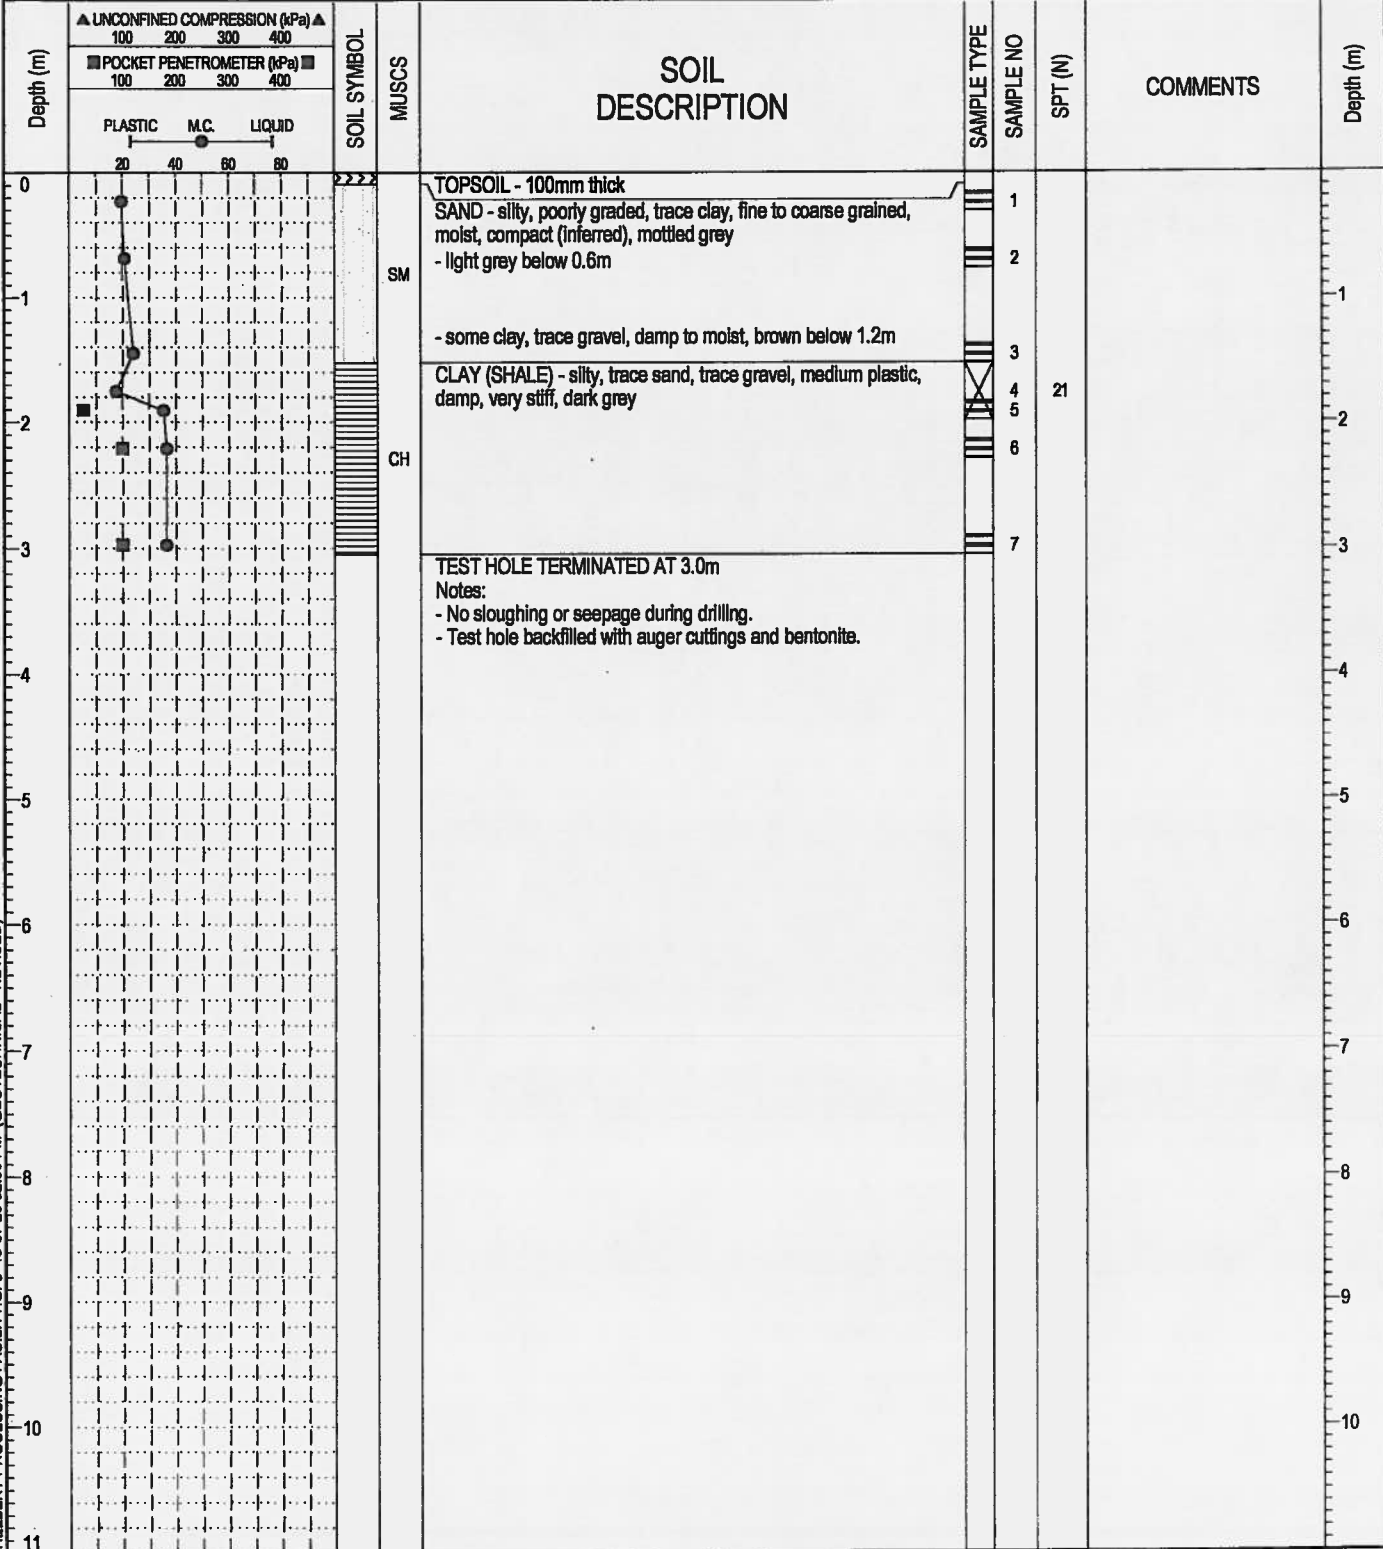 ▲ UNCONFINED COMPRESSION (kPa) ▲
100 200 300 400
■ POCKET PENETROMETER (kPa) ■
100 200 300 400
PLASTIC M.C. LIQUID
20 40 60 80
Depth (m)
SOIL SYMBOL
MUSCS
SOIL
DESCRIPTION
SAMPLE TYPE
SAMPLE NO
SPT (N)
COMMENTS
Depth (m)
0
TOPSOIL - 100mm thick
1
SAND - silty, poorly graded, trace clay, fine to coarse grained,
moist, compact (inferred), mottled grey
- light grey below 0.6m
2
SM
1
1
- some clay, trace gravel, damp to moist, brown below 1.2m
3
CLAY (SHALE) - silty, trace sand, trace gravel, medium plastic,
damp, very stiff, dark grey
4
21
5
2
2
6
CH
7
3
3
TEST HOLE TERMINATED AT 3.0m
Notes:
- No sloughing or seepage during drilling.
- Test hole backfilled with auger cuttings and bentonite.
4
4
5
5
6
6
7
7
8
8
9
9
10
10
11